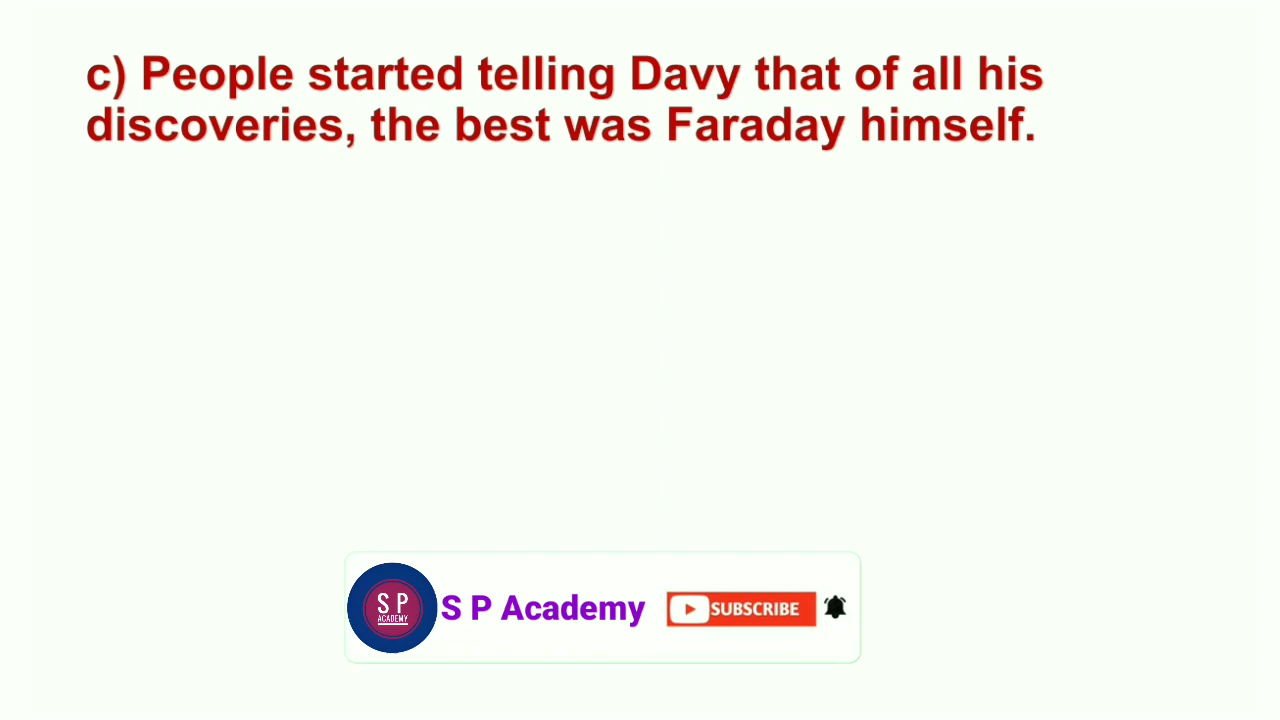 c) People started telling Davy that of all his
discoveries, the best was Faraday himself.
S P
ACADEMY
S P Academy
SUBSCRIBE